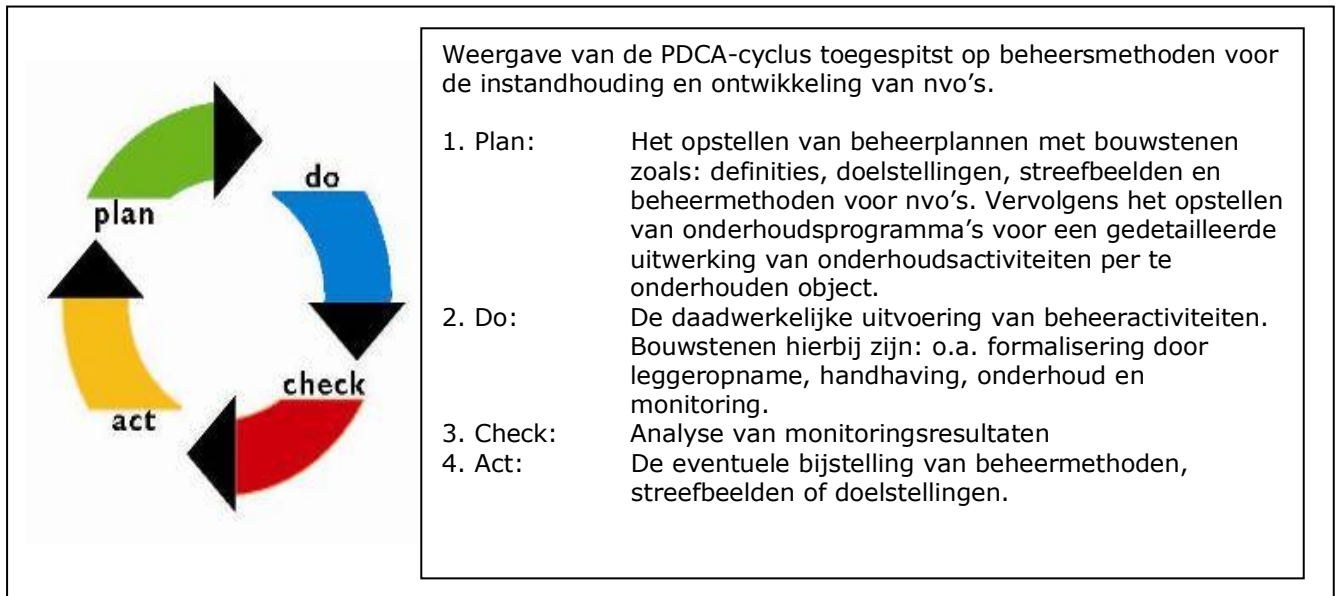 plan
do
check
act
Weergave van de PDCA-cyclus toegespitst op beheersmethoden voor
de instandhouding en ontwikkeling van nvo’s.
1. Plan: Het opstellen van beheerplannen met bouwstenen
zoals: definities, doelstellingen, streefbeelden en
beheermethoden voor nvo’s. Vervolgens het opstellen
van onderhoudsprogramma’s voor een gedetailleerde
uitwerking van onderhoudsactiviteiten per te
onderhouden object.
2. Do: De daadwerkelijke uitvoering van beheeractiviteiten.
Bouwstenen hierbij zijn: o.a. formalisering door
leggeropname, handhaving, onderhoud en
monitoring.
3. Check: Analyse van monitoringsresultaten
4. Act: De eventuele bijstelling van beheermethoden,
streefbeelden of doelstellingen.